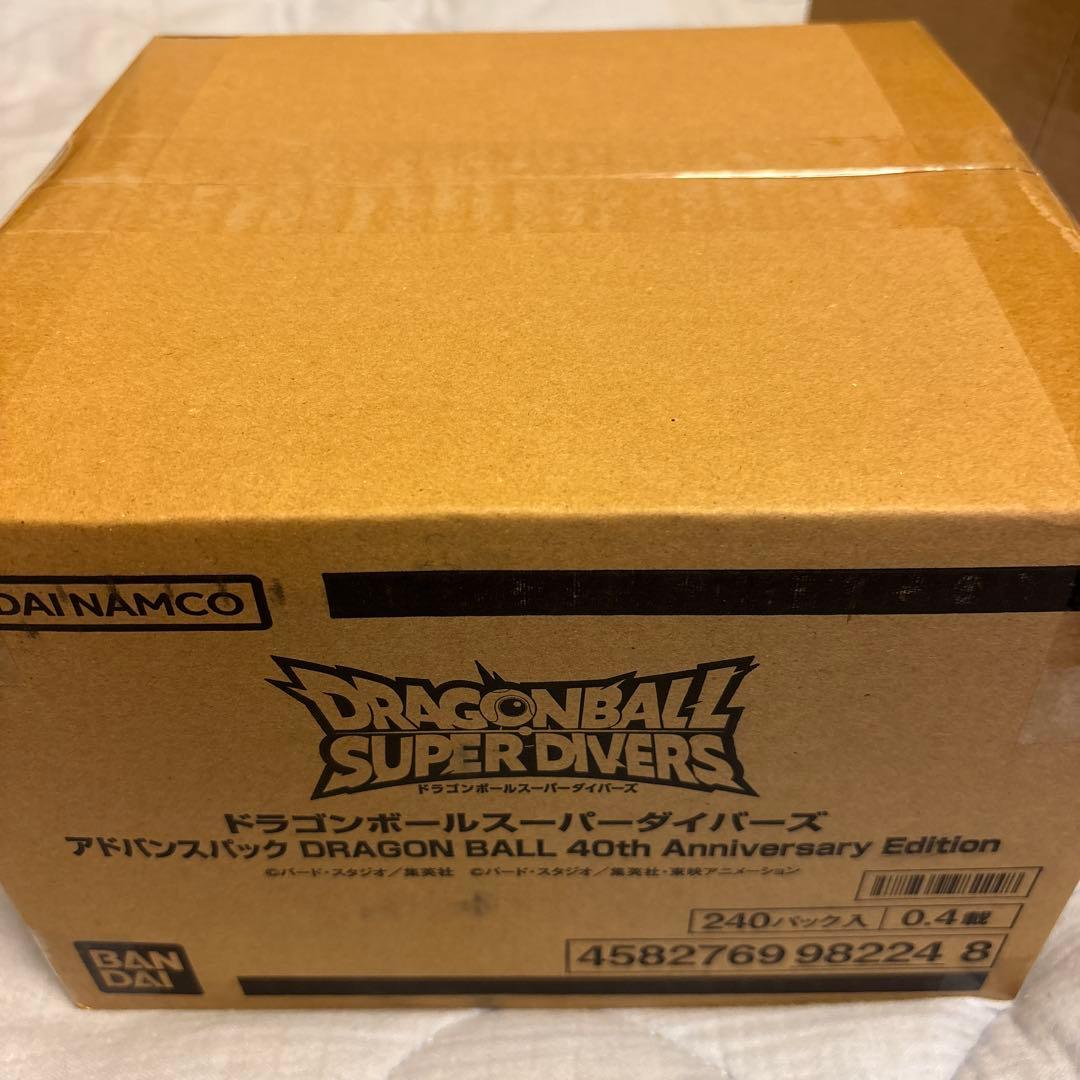 DAI NAMCO
DRAGONBALL
SUPER DIVERS
ドラゴンボールスーパーダイバーズ
ドラゴンボールスーパーダイバーズ
アドバンスパック DRAGON BALL 40th Anniversary Edition
©バード・スタジオ／集英社 ©バード・スタジオ／集英社・東映アニメーション
240パック入 0.4載
4582769 98224 8
BAN
DAI